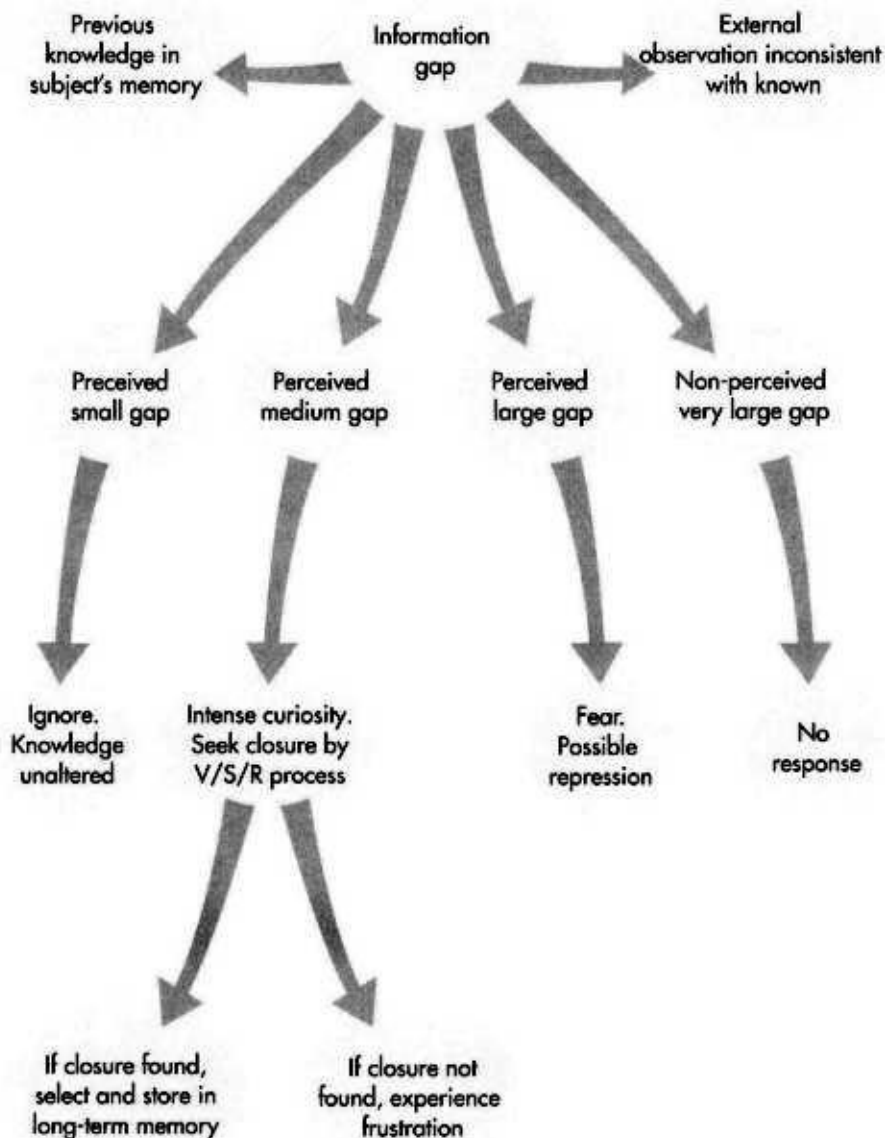 Previous
knowledge in
subject's memory
Information
gap
External
observation inconsistent
with known
Preceived
small gap
Perceived
medium gap
Perceived
large gap
Non-perceived
very large gap
Ignore.
Knowledge
unaltered
Intense curiosity.
Seek closure by
V/S/R process
Fear.
Possible
repression
No
response
If closure found,
select and store in
long-term memory
If closure not
found, experience
frustration